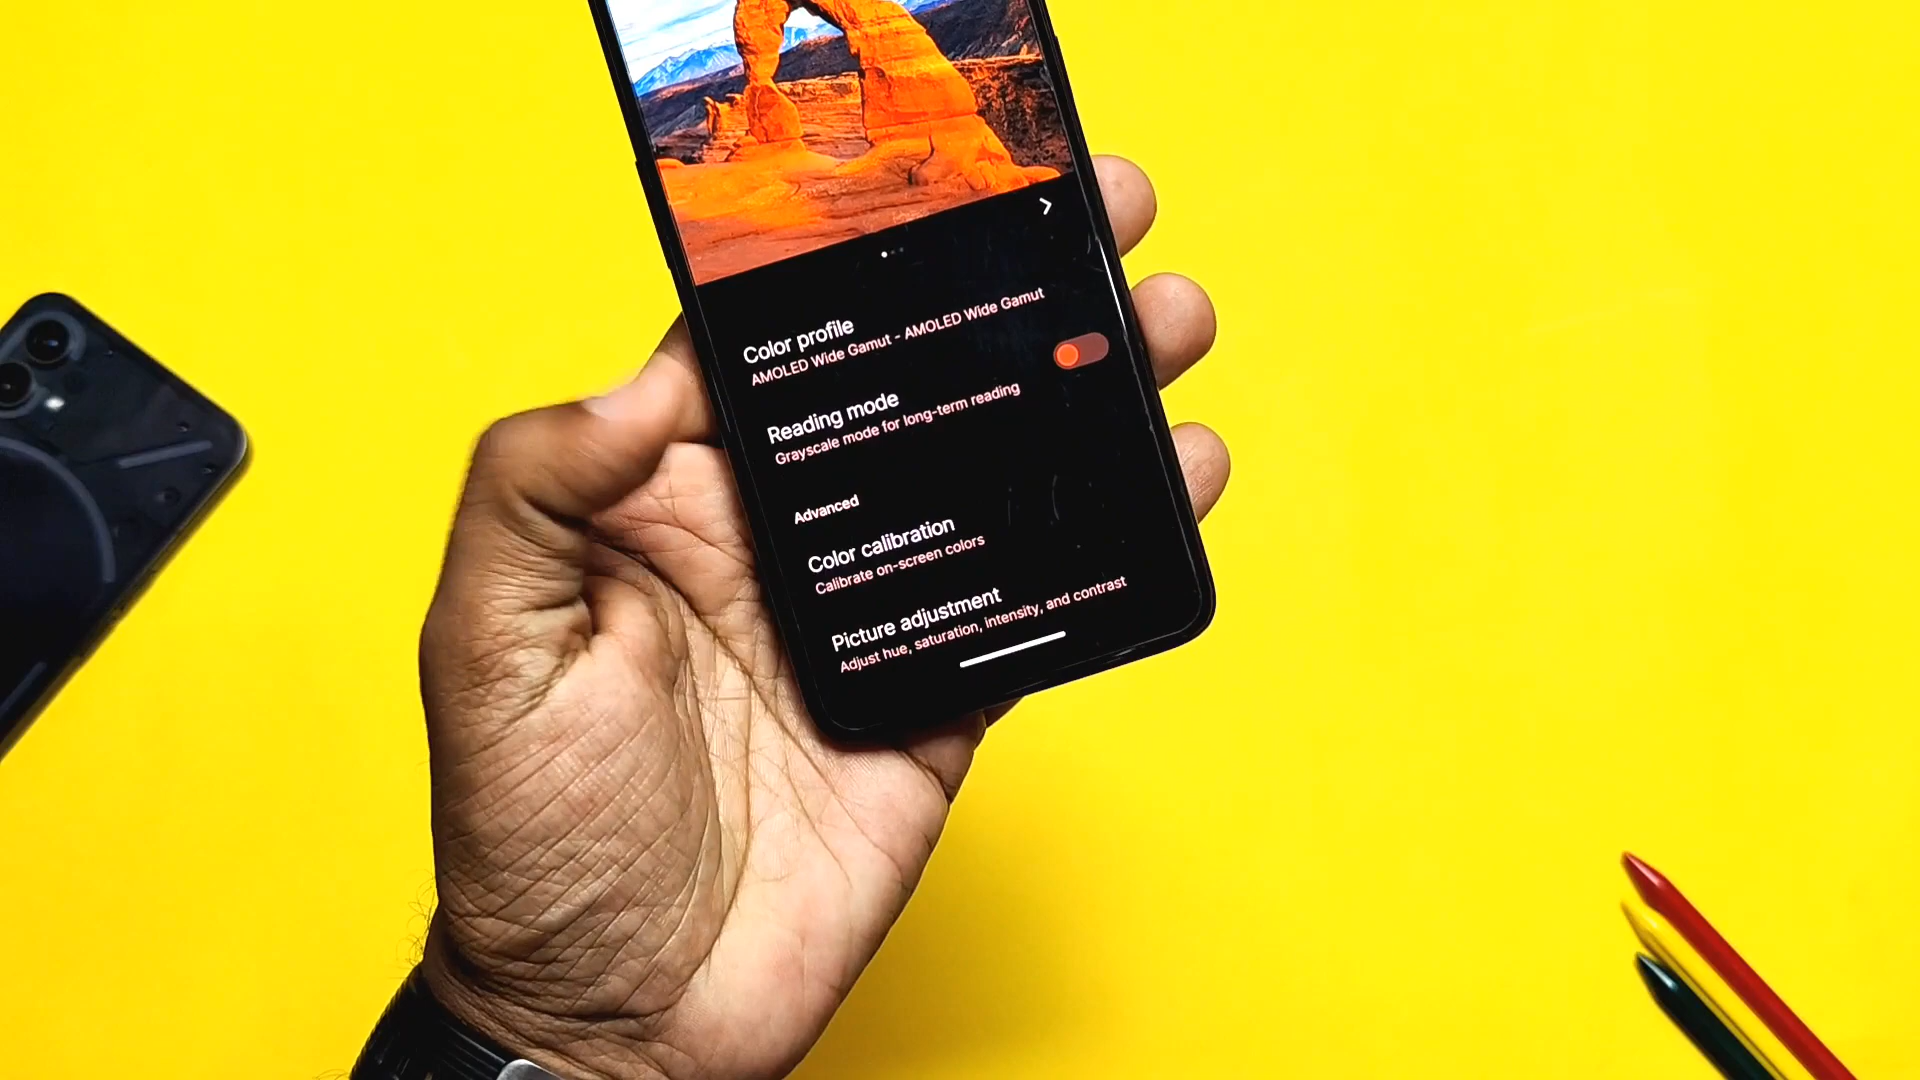 Color profile
AMOLED Wide Gamut - AMOLED Wide Gamut
Reading mode
Grayscale mode for long-term reading
Advanced
Color calibration
Calibrate on-screen colors
Picture adjustment
Adjust hue, saturation, intensity, and contrast